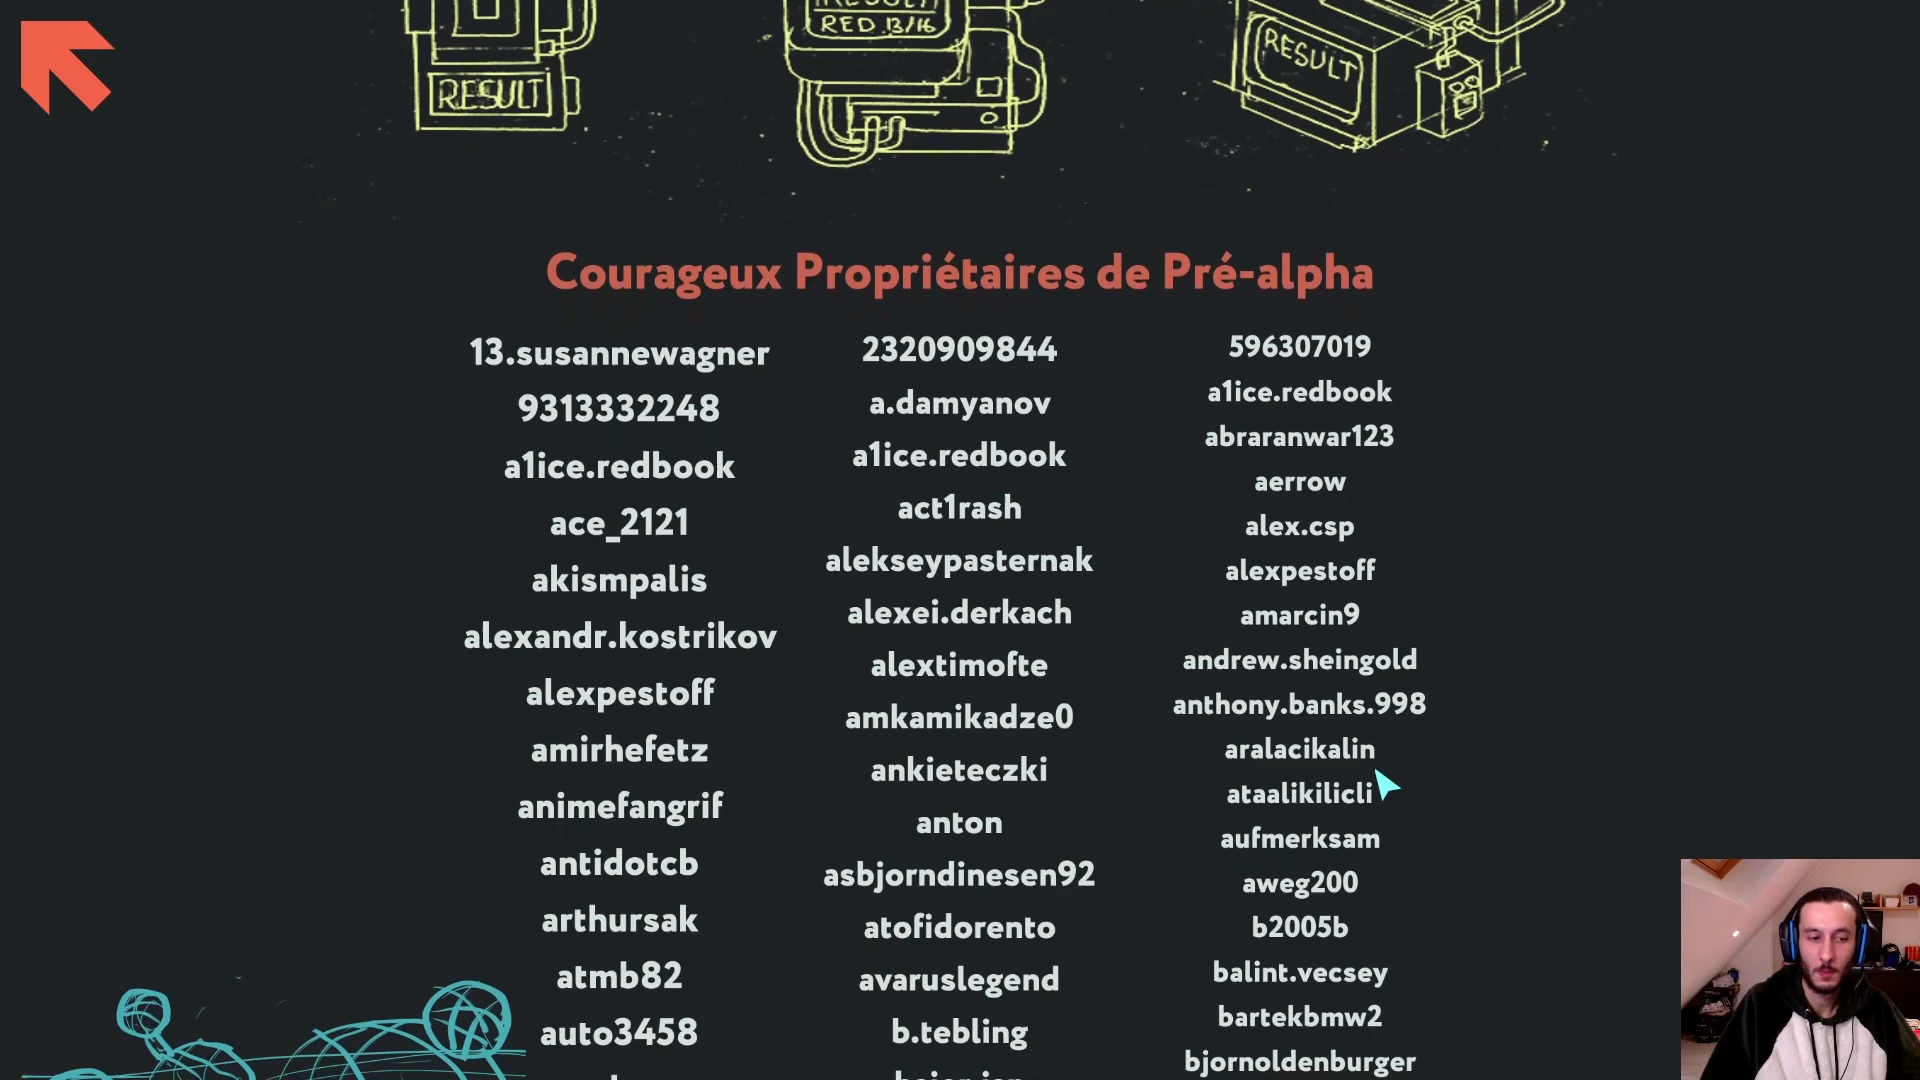 RESULT
RED 13/16
RESULT
RESULT
Courageux Propriétaires de Pré-alpha
13.susannewagner
9313332248
a1ice.redbook
ace_2121
akismpalis
alexandr.kostrikov
alexpestoff
amirhefetz
animefangrif
antidotcb
arthursak
atmb82
auto3458
2320909844
a.damyanov
a1ice.redbook
act1rash
alekseypasternak
alexei.derkach
alextimofte
amkamikadze0
ankieteczki
anton
asbjorndinesen92
atofidorento
avaruslegend
b.tebling
596307019
a1ice.redbook
abraranwar123
aerrow
alex.csp
alexpestoff
amarcin9
andrew.sheingold
anthony.banks.998
aralacikalin
ataalikilicli
aufmerksam
aweg200
b2005b
balint.vecsey
bartekbmw2
bjornoldenburger